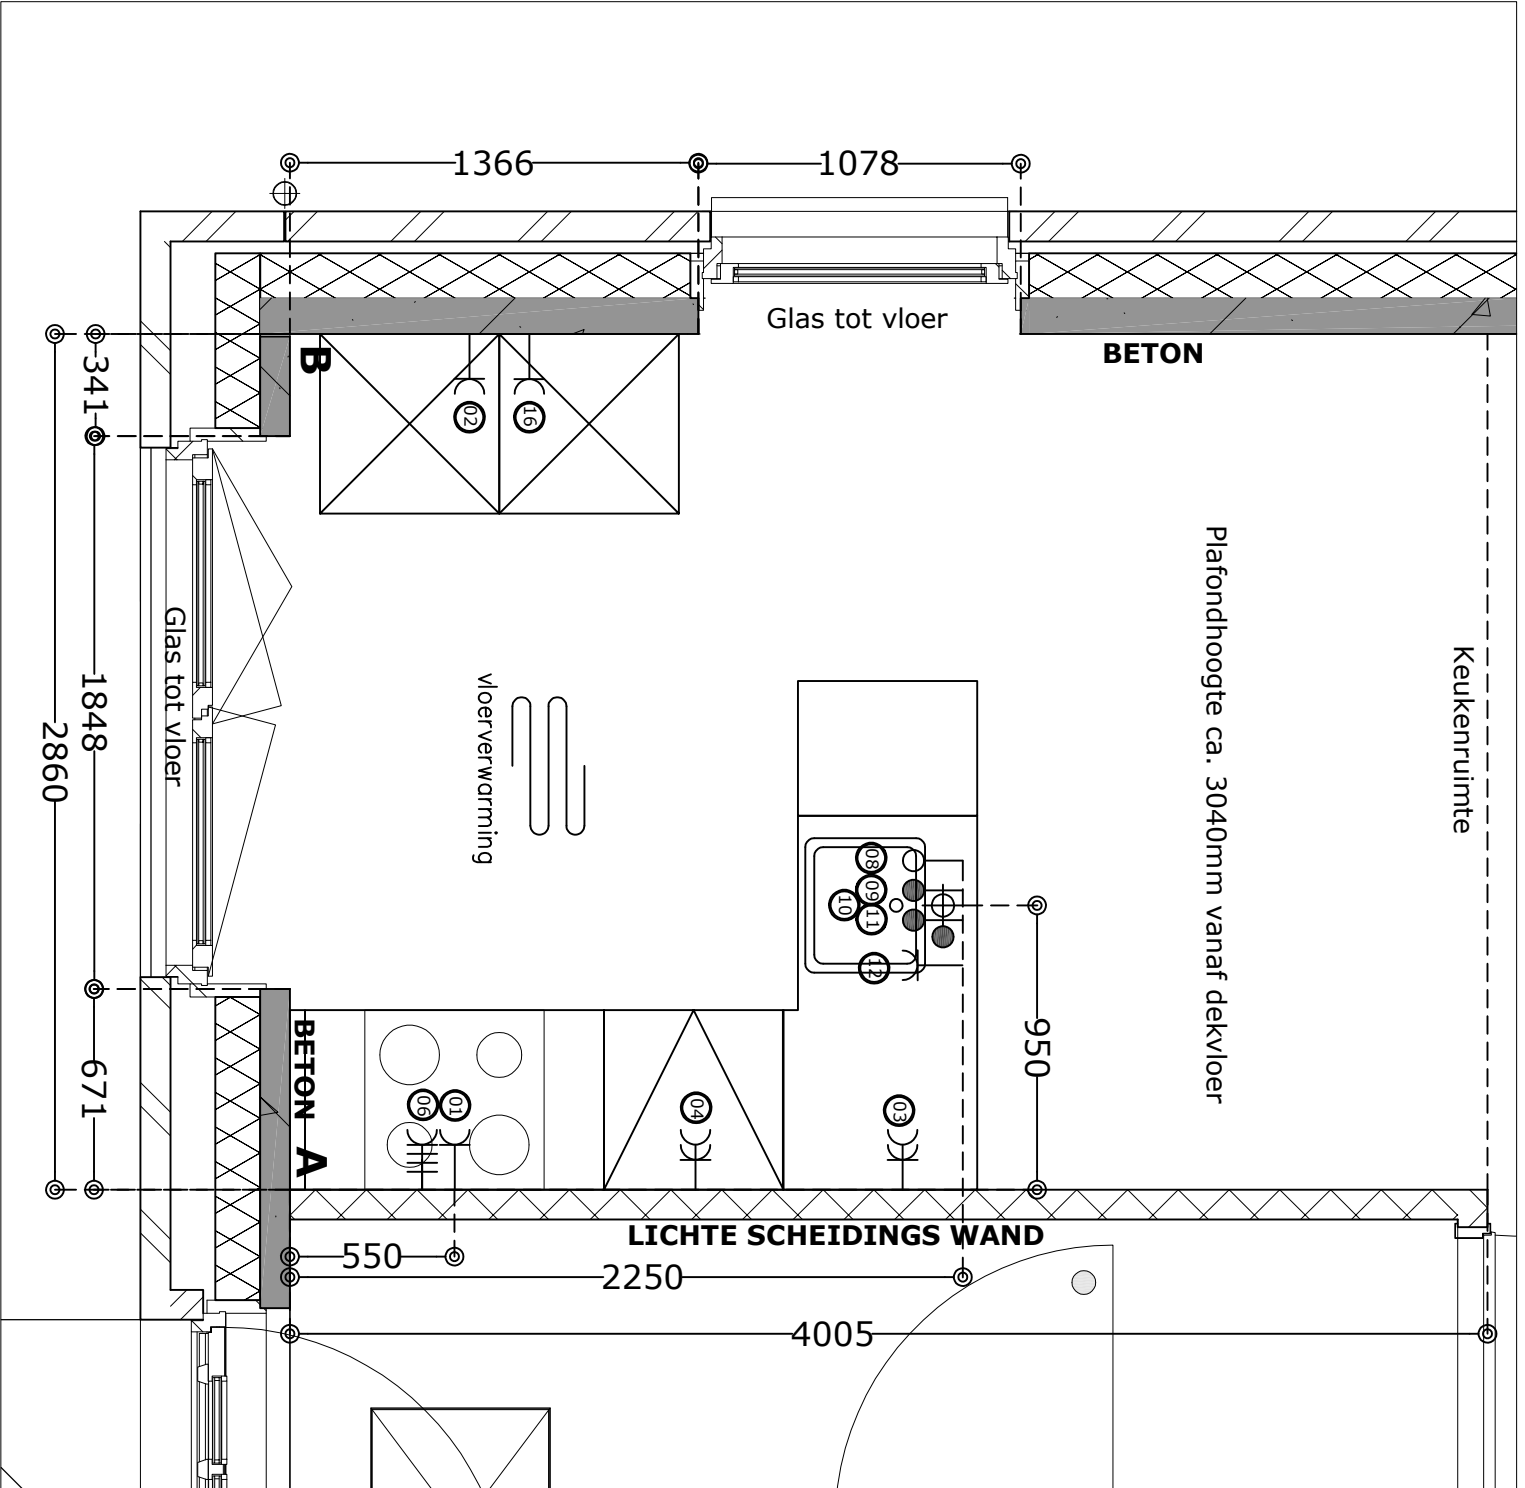 1366
1078
Glas tot vloer
BETON
B
341
02
16
1848
2860
Glas tot vloer
vloerverwarming
Plafondhoogte ca. 3040mm vanaf dekvloer
Keukenruimte
08
09
10
11
12
950
671
BETON
A
06
01
04
03
LICHTE SCHEIDINGS WAND
550
2250
4005